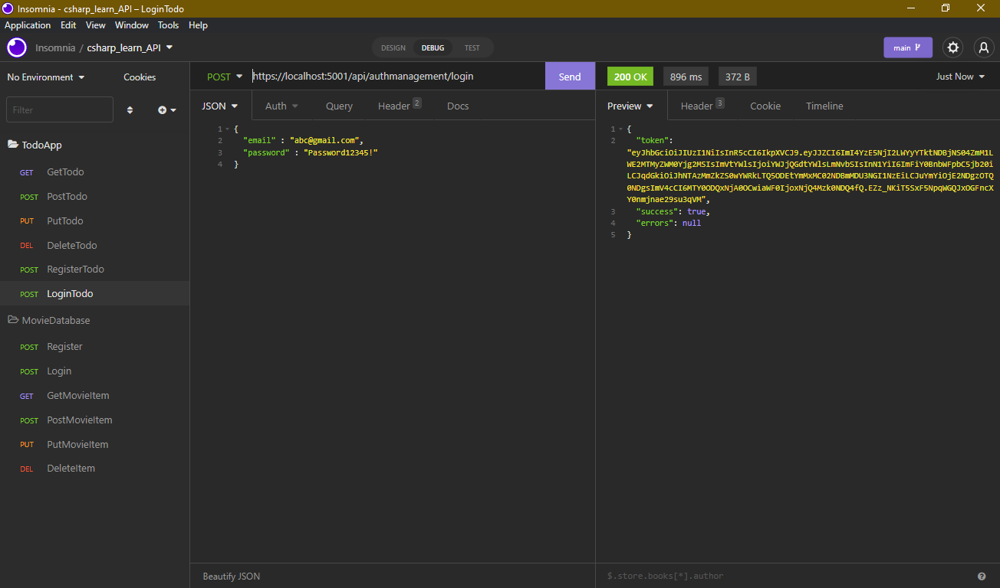 Insomnia - csharp_learn_API – LoginTodo
Application Edit View Window Tools Help
Insomnia / csharp_learn_API
DESIGN DEBUG TEST
main
No Environment
Cookies
POST https://localhost:5001/api/authmanagement/login
Send
200 OK 896 ms 372 B
Just Now
Filter
JSON Auth Query Header 2 Docs
Preview Header 3 Cookie Timeline
TodoApp
GET GetTodo
POST PostTodo
PUT PutTodo
DEL DeleteTodo
POST RegisterTodo
POST LoginTodo
MovieDatabase
POST Register
POST Login
GET GetMovieItem
POST PostMovieItem
PUT PutMovieItem
DEL DeleteItem
1 {
2 "email" : "abc@gmail.com",
3 "password" : "Password12345!"
4 }
1 {
2 "token":
"eyJhbGciOiJIUzI1NiIsInR5cCI6IkpXVCJ9.eyJJZCI6ImI4YzE5NjI2LWYyYTktNDBjNS04ZmM1L
WE2MTMyZWM0Yjg2MSIsImVtYWlsIjoiYWJjQGdtYWlsLmNvbSIsInN1YiI6ImFiY0BnbWFpbC5jb20i
3 "success": true,
4 "errors": null
5 }
Beautify JSON
$.store.books[*].author